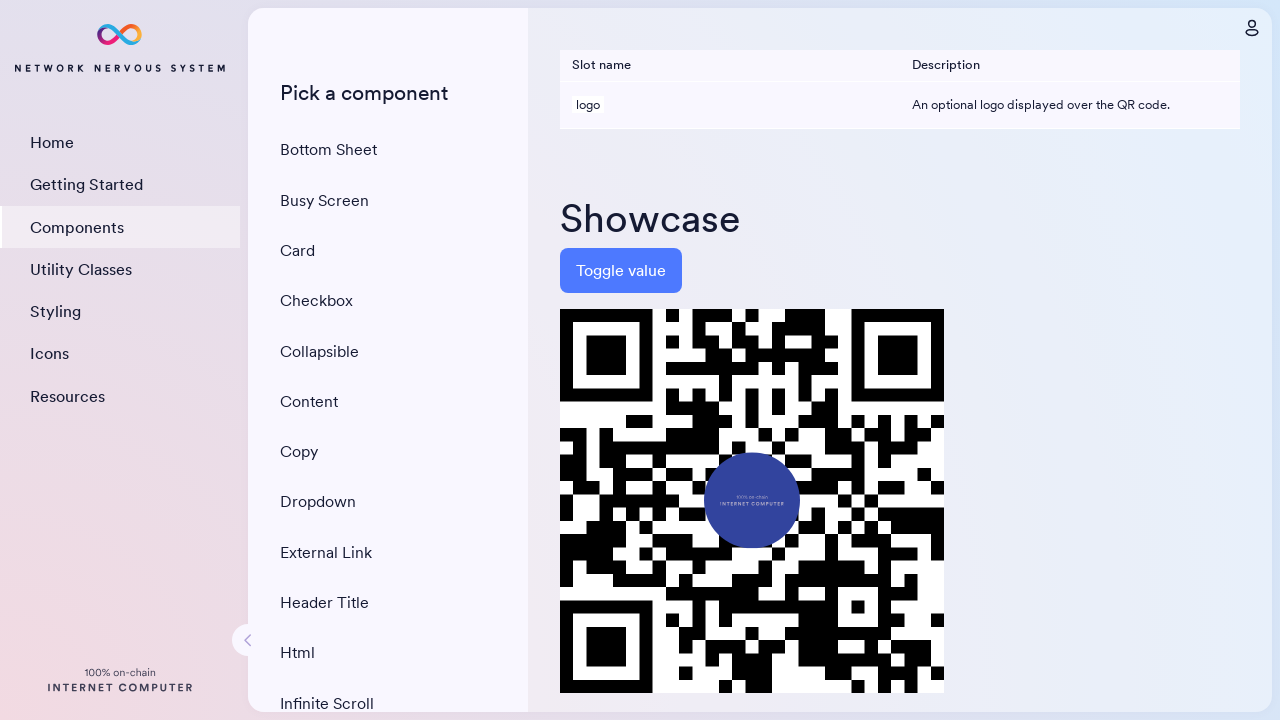 NETWORK NERVOUS SYSTEM
Home
Getting Started
Components
Utility Classes
Styling
Icons
Resources
100% on-chain
INTERNET COMPUTER
Pick a component
Bottom Sheet
Busy Screen
Card
Checkbox
Collapsible
Content
Copy
Dropdown
External Link
Header Title
Html
Infinite Scroll
Slot name Description
logo An optional logo displayed over the QR code.
Showcase
Toggle value
100% on-chain
INTERNET COMPUTER